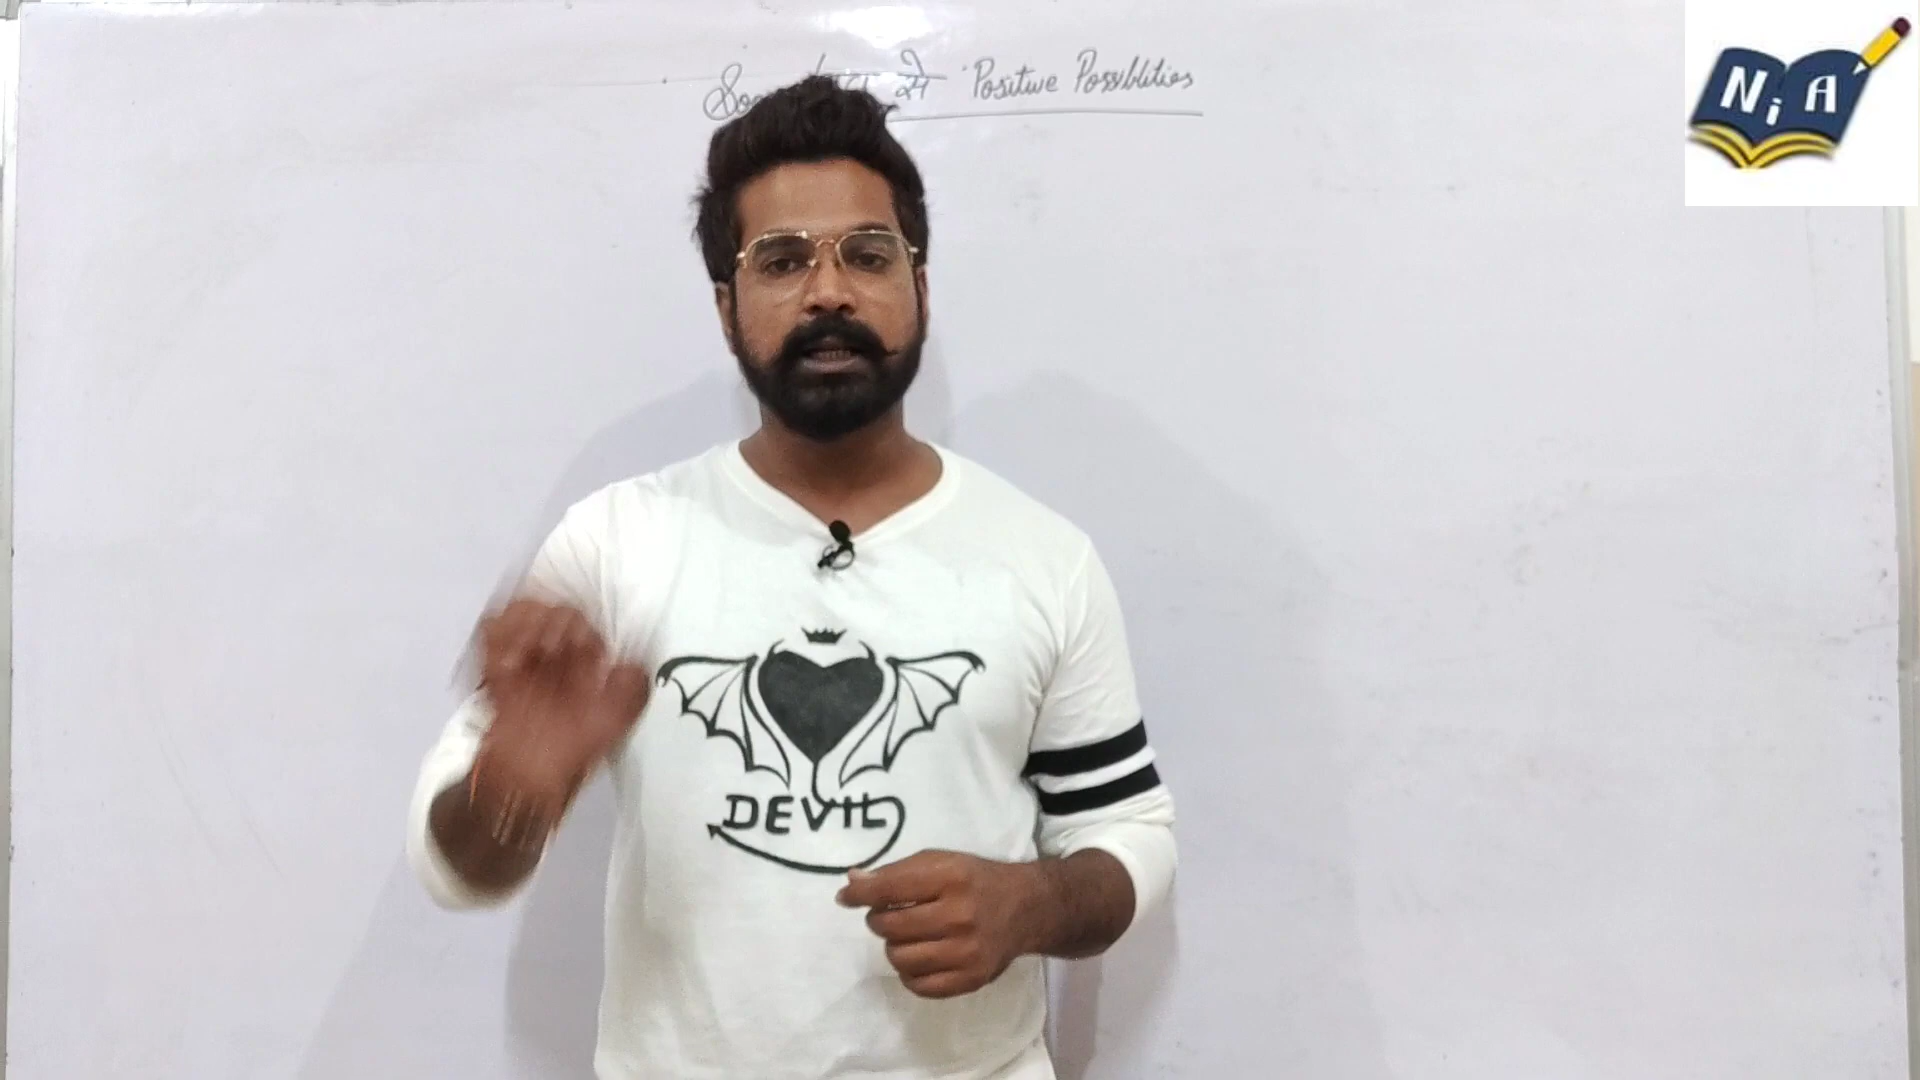 से Positive Possiblities
NiA
DEVIL